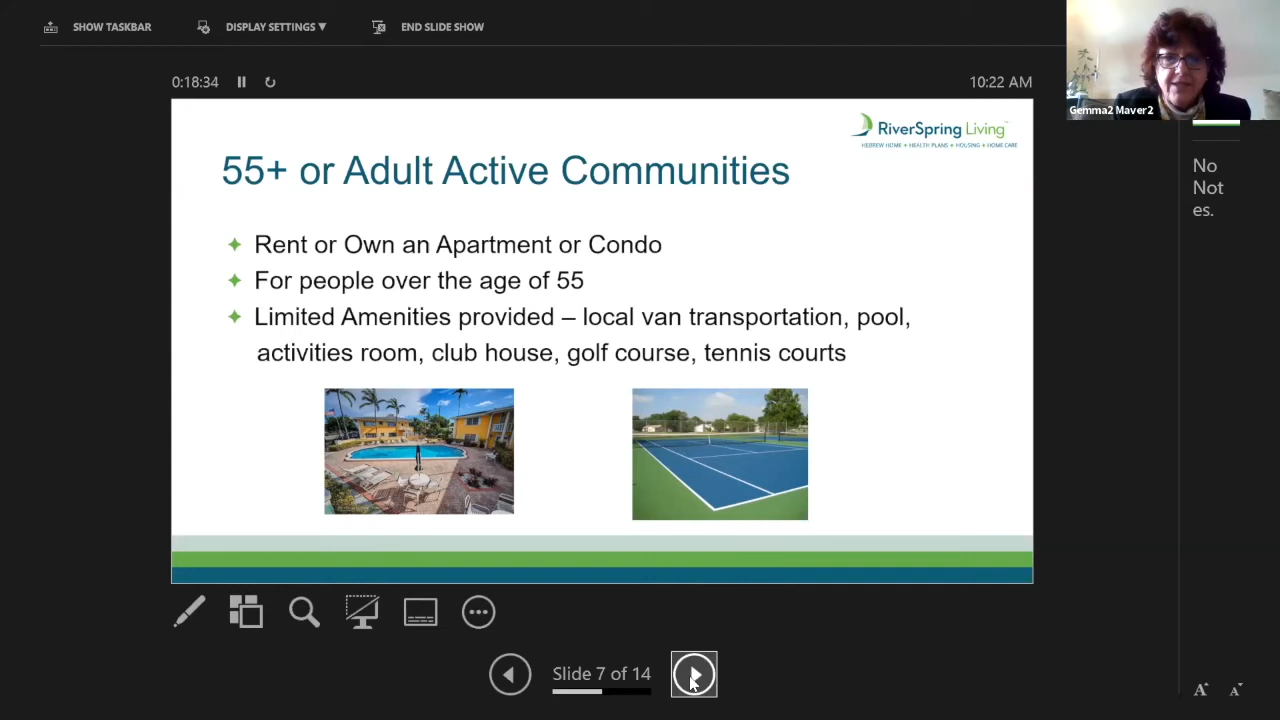 SHOW TASKBAR
DISPLAY SETTINGS ▼
END SLIDE SHOW
0:18:34
10:22 AM
Gemma2 Maver2
RiverSpring Living™
HEBREW HOME + HEALTH PLANS + HOUSING + HOME CARE
55+ or Adult Active Communities
Rent or Own an Apartment or Condo
For people over the age of 55
Limited Amenities provided – local van transportation, pool,
activities room, club house, golf course, tennis courts
No
Not
es.
Slide 7 of 14
A
A